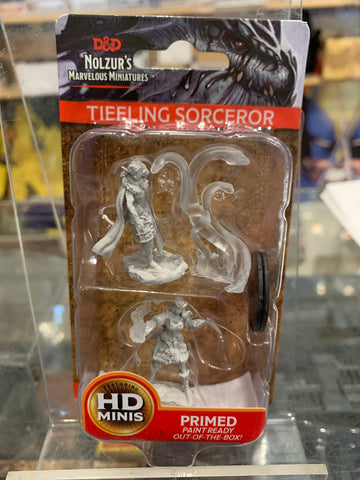 D&D
NOLZUR'S
MARVELOUS MINIATURES
TIEFLING SORCEROR
FEATURING
HD
MINIS
PRIMED
PAINT READY
OUT-OF-THE-BOX!